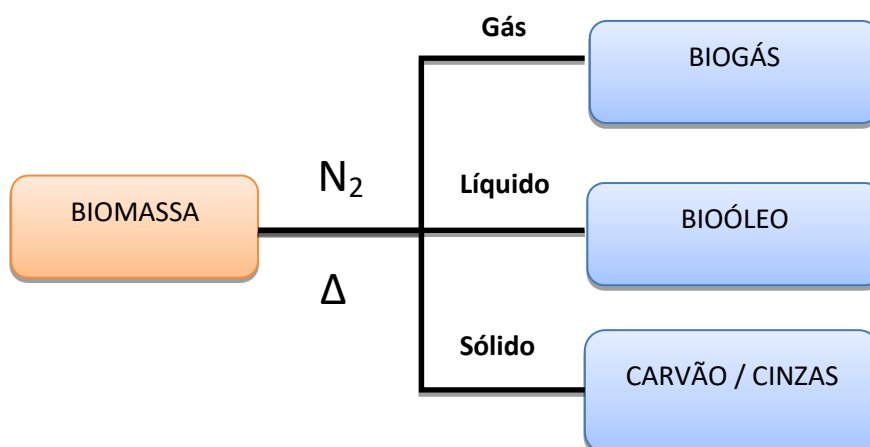 Gás
BIOGÁS
N₂
Líquido
BIOMASSA
BIOÓLEO
Δ
Sólido
CARVÃO / CINZAS